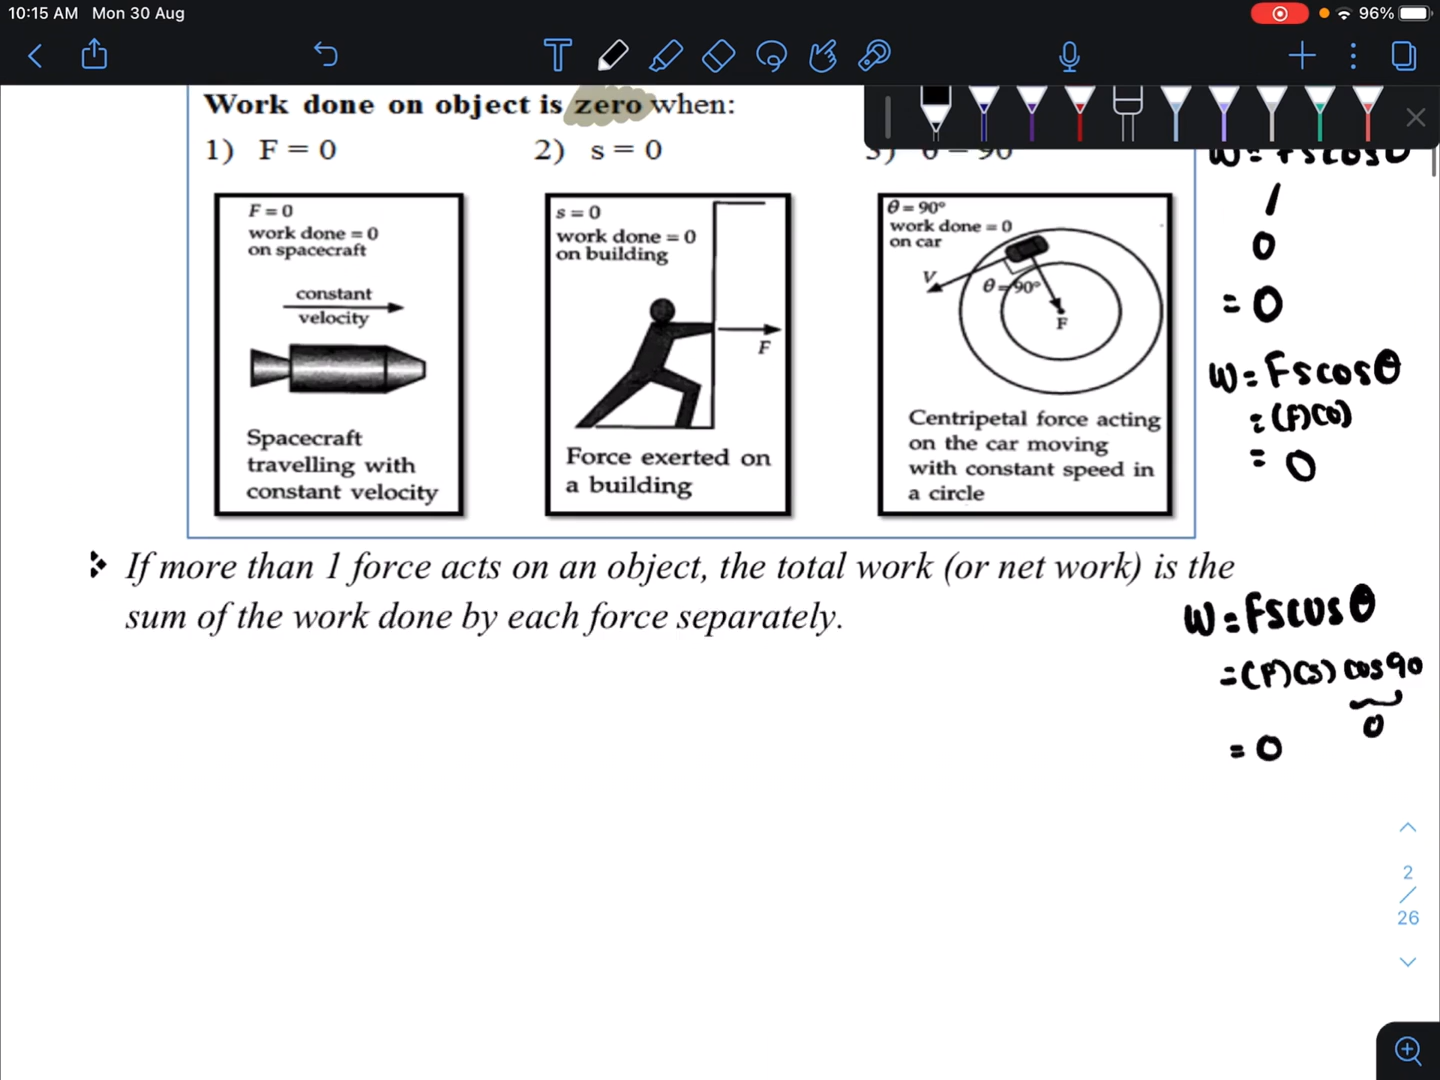 10:15 AM Mon 30 Aug
96%
Work done on object is zero when:
1) F = 0
2) s = 0
3) θ = 90
F = 0
work done = 0
on spacecraft
constant
velocity
Spacecraft
travelling with
constant velocity
s = 0
work done = 0
on building
F
Force exerted on
a building
θ = 90°
work done = 0
on car
V
θ = 90°
F
Centripetal force acting
on the car moving
with constant speed in
a circle
W = Fscosθ
0
= 0
W = Fscosθ
= (F)(0)
= 0
If more than 1 force acts on an object, the total work (or net work) is the
sum of the work done by each force separately.
W = Fscosθ
= (F)(s) cos90
0
= 0
2
/
26